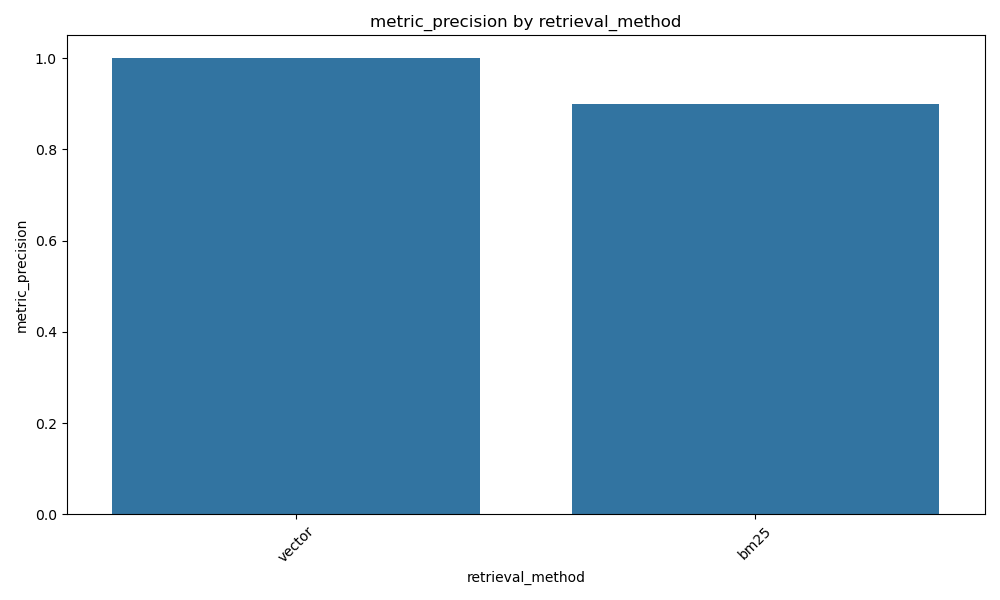 metric_precision by retrieval_method
metric_precision
1.0
0.8
0.6
0.4
0.2
0.0
vector
bm25
retrieval_method